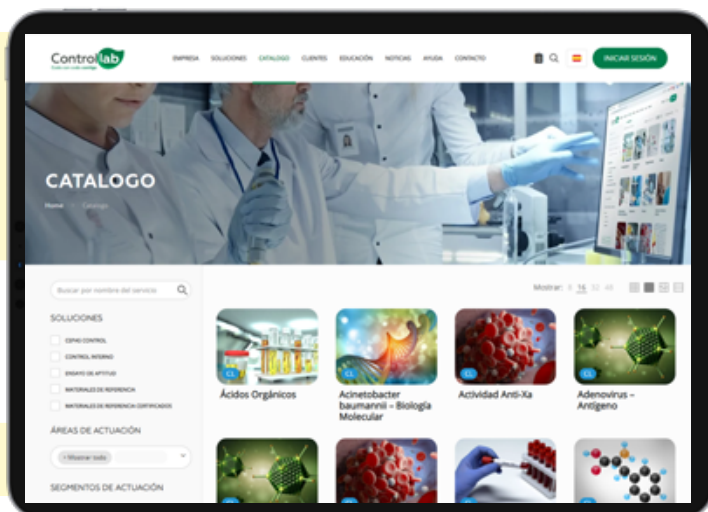 Controllab
EMPRESA SOLUCIONES CATALOGO CLIENTES EDUCACIÓN NOTICIAS AYUDA CONTACTO INICIAR SESIÓN
CATALOGO
Home Catalogo
Buscar por nombre del servicio
Mostrar: 8 16 32 48
SOLUCIONES
CEP4G CONTROL
CONTROL INTERNO
ENSAYO DE APTITUD
MATERIALES DE REFERENCIA
MATERIALES DE REFERENCIA CERTIFICADOS
ÁREAS DE ACTUACIÓN
Mostrar todo
SEGMENTOS DE ACTUACIÓN
CL
Ácidos Orgánicos
CL
Acinetobacter
baumannii – Biología
Molecular
CL
Actividad Anti-Xa
CL
Adenovirus –
Antígeno